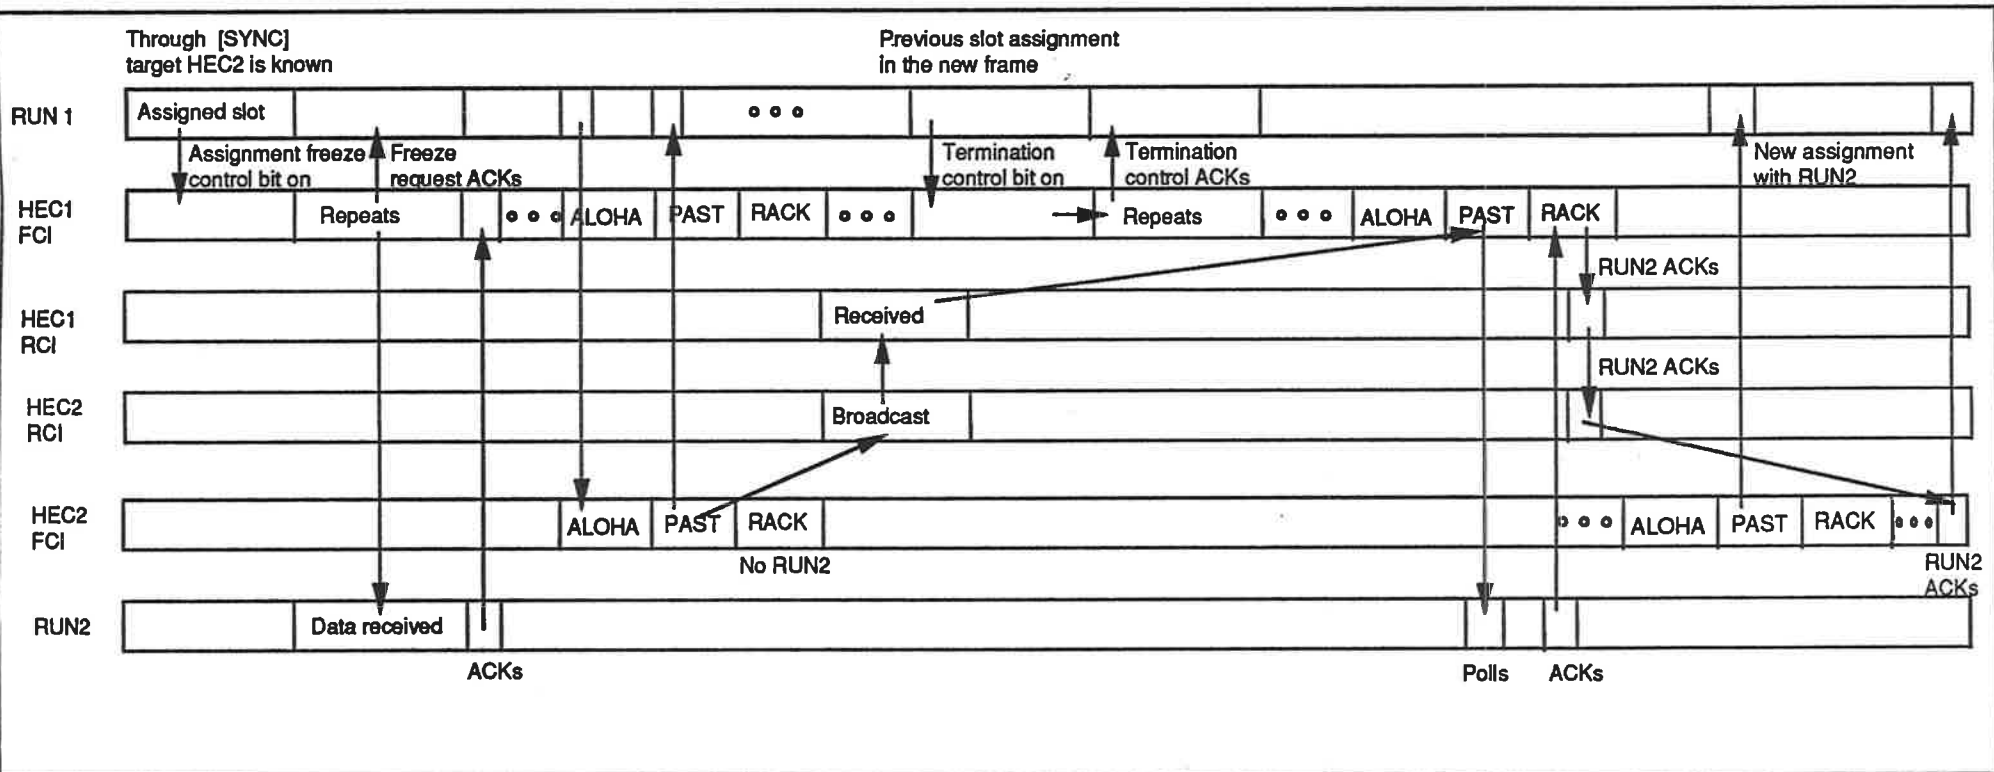 Through [SYNC]
target HEC2 is known
Previous slot assignment
in the new frame
RUN 1
Assigned slot
Assignment freeze
control bit on
Freeze
request ACKs
Termination
control bit on
Termination
control ACKs
New assignment
with RUN2
HEC1
FCI
Repeats
ALOHA
PAST
RACK
Repeats
ALOHA
PAST
RACK
RUN2 ACKs
HEC1
RCI
Received
RUN2 ACKs
HEC2
RCI
Broadcast
HEC2
FCI
ALOHA
PAST
RACK
No RUN2
ALOHA
PAST
RACK
RUN2
ACKs
RUN2
Data received
ACKs
Polls
ACKs